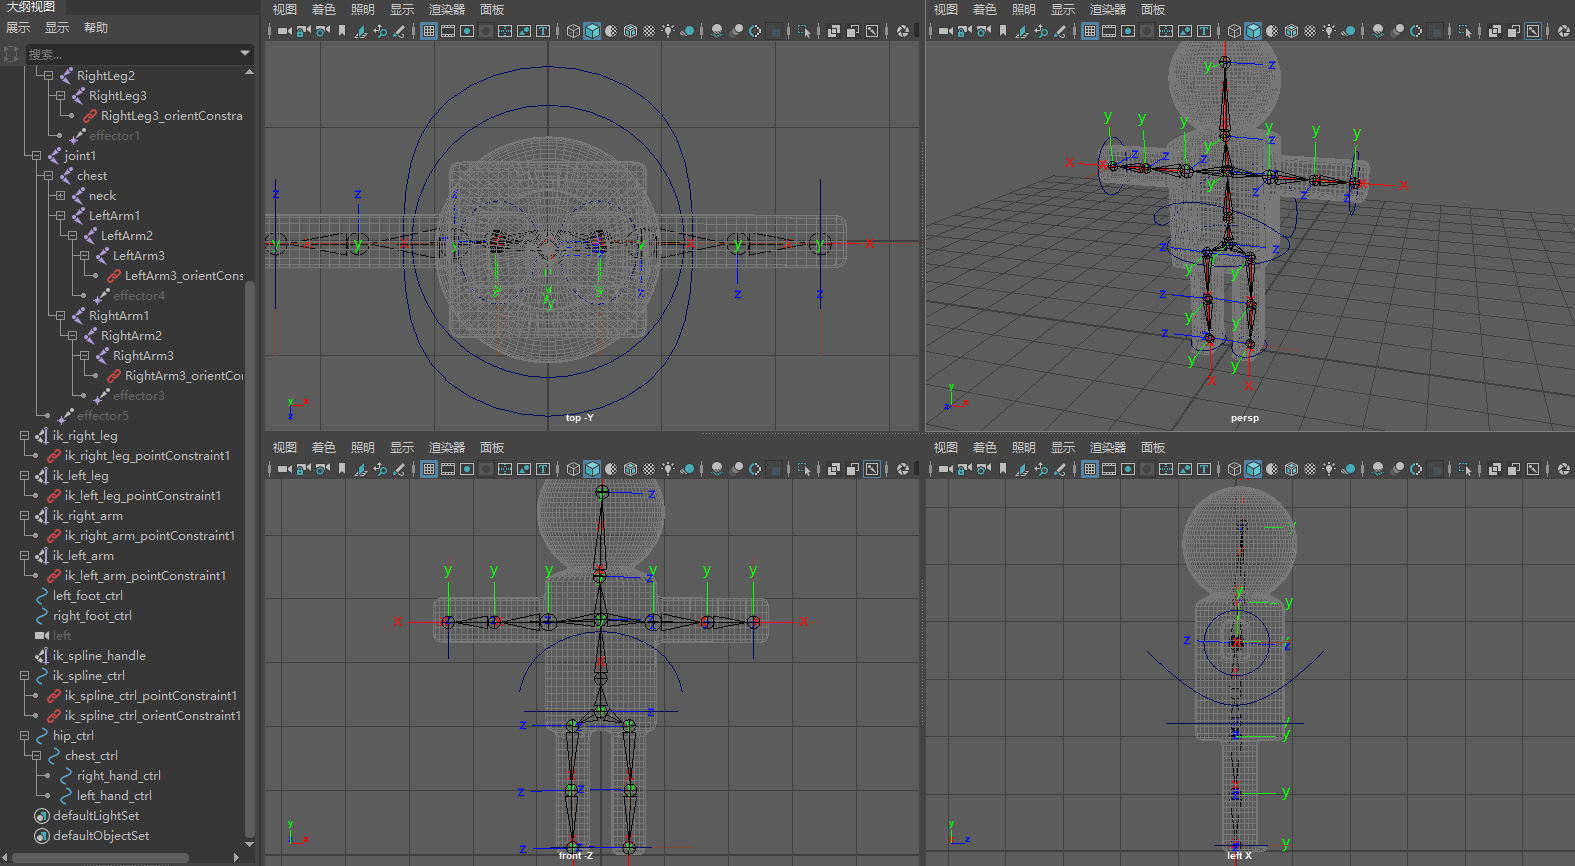 大纲视图
展示 显示 帮助
搜索...
RightLeg2
RightLeg3
RightLeg3_orientConstra
effector1
joint1
chest
neck
LeftArm1
LeftArm2
LeftArm3
LeftArm3_orientCons
effector4
RightArm1
RightArm2
RightArm3
RightArm3_orientCo
effector3
effector5
ik_right_leg
ik_right_leg_pointConstraint1
ik_left_leg
ik_left_leg_pointConstraint1
ik_right_arm
ik_right_arm_pointConstraint1
ik_left_arm
ik_left_arm_pointConstraint1
left_foot_ctrl
right_foot_ctrl
left
ik_spline_handle
ik_spline_ctrl
ik_spline_ctrl_pointConstraint1
ik_spline_ctrl_orientConstraint1
hip_ctrl
chest_ctrl
right_hand_ctrl
left_hand_ctrl
defaultLightSet
defaultObjectSet
视图 着色 照明 显示 渲染器 面板
top -Y
视图 着色 照明 显示 渲染器 面板
persp
视图 着色 照明 显示 渲染器 面板
front -Z
视图 着色 照明 显示 渲染器 面板
left X